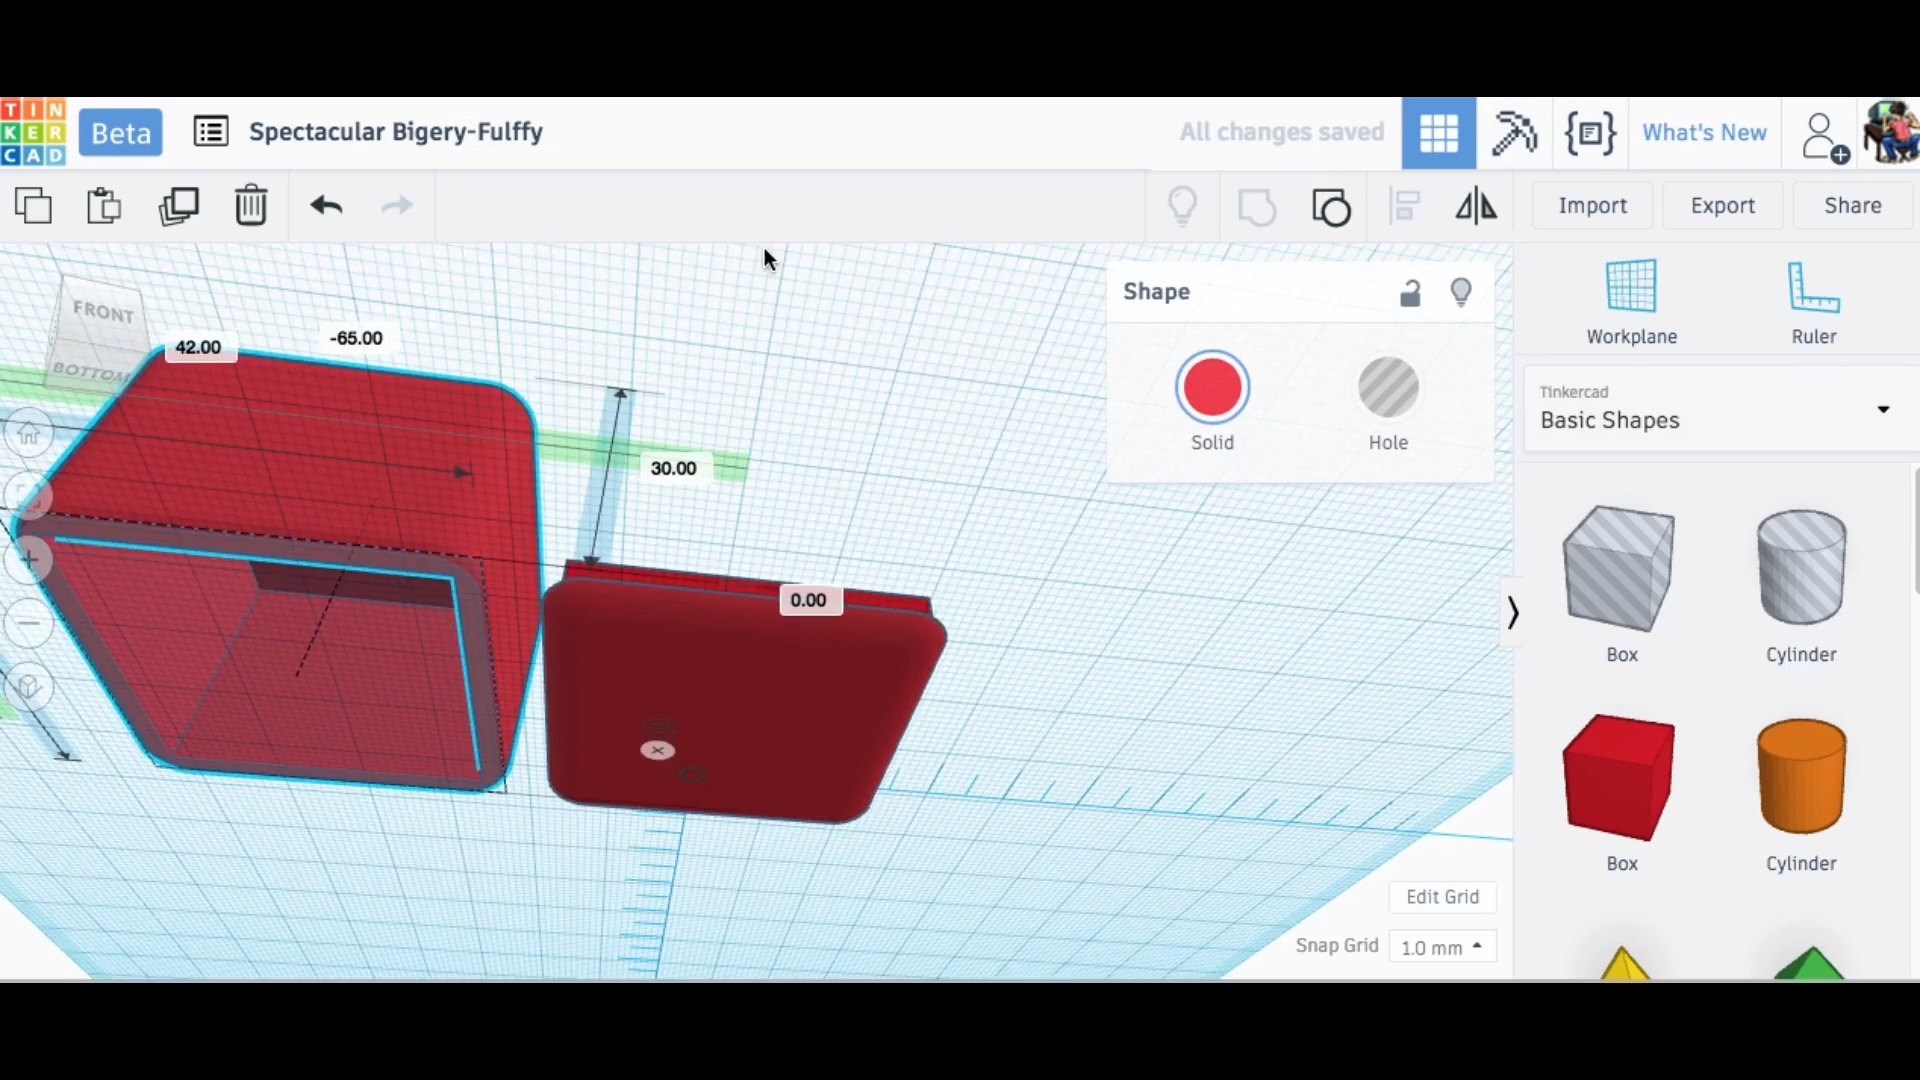 TIN
KER
CAD
Beta
Spectacular Bigery-Fulffy
All changes saved
What's New
Import
Export
Share
FRONT
BOTTOM
42.00
-65.00
30.00
0.00
Shape
Solid
Hole
Workplane
Ruler
Tinkercad
Basic Shapes
Box
Cylinder
Box
Cylinder
Edit Grid
Snap Grid
1.0 mm